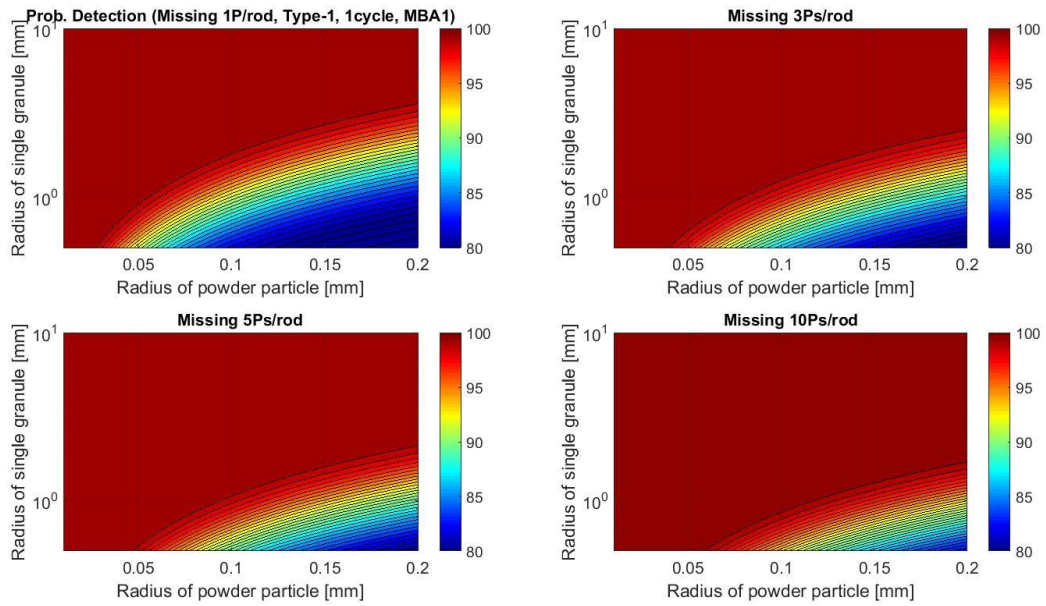 Prob. Detection (Missing 1P/rod, Type-1, 1cycle, MBA1)
Radius of single granule [mm]
10^1
10^0
0.05 0.1 0.15 0.2
Radius of powder particle [mm]
100
95
90
85
80
Missing 3Ps/rod
Radius of single granule [mm]
10^1
10^0
0.05 0.1 0.15 0.2
Radius of powder particle [mm]
100
95
90
85
80
Missing 5Ps/rod
Radius of single granule [mm]
10^1
10^0
0.05 0.1 0.15 0.2
Radius of powder particle [mm]
100
95
90
85
80
Missing 10Ps/rod
Radius of single granule [mm]
10^1
10^0
0.05 0.1 0.15 0.2
Radius of powder particle [mm]
100
95
90
85
80